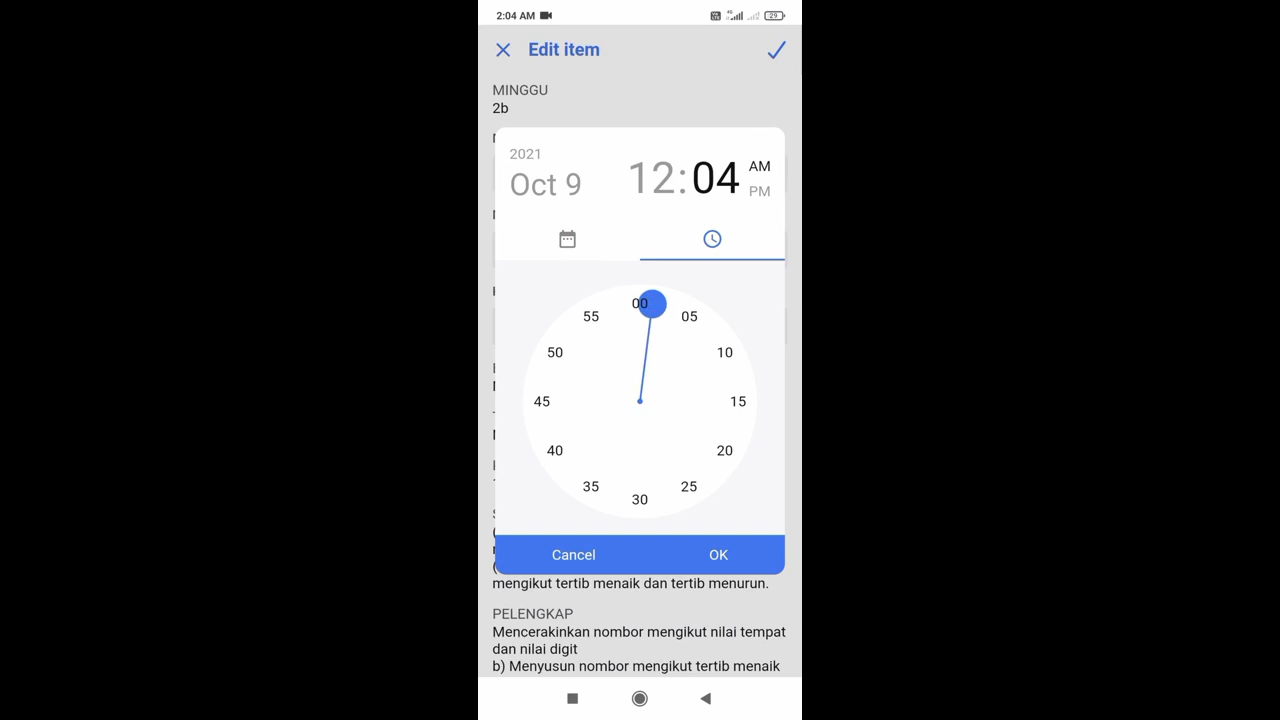 2:04 AM
4G
29
Edit item
MINGGU
2b
2021
Oct 9
12:04
AM
PM
00
05
10
15
20
25
30
35
40
45
50
55
Cancel
OK
mengikut tertib menaik dan tertib menurun.
PELENGKAP
Mencerakinkan nombor mengikut nilai tempat
dan nilai digit
b) Menyusun nombor mengikut tertib menaik